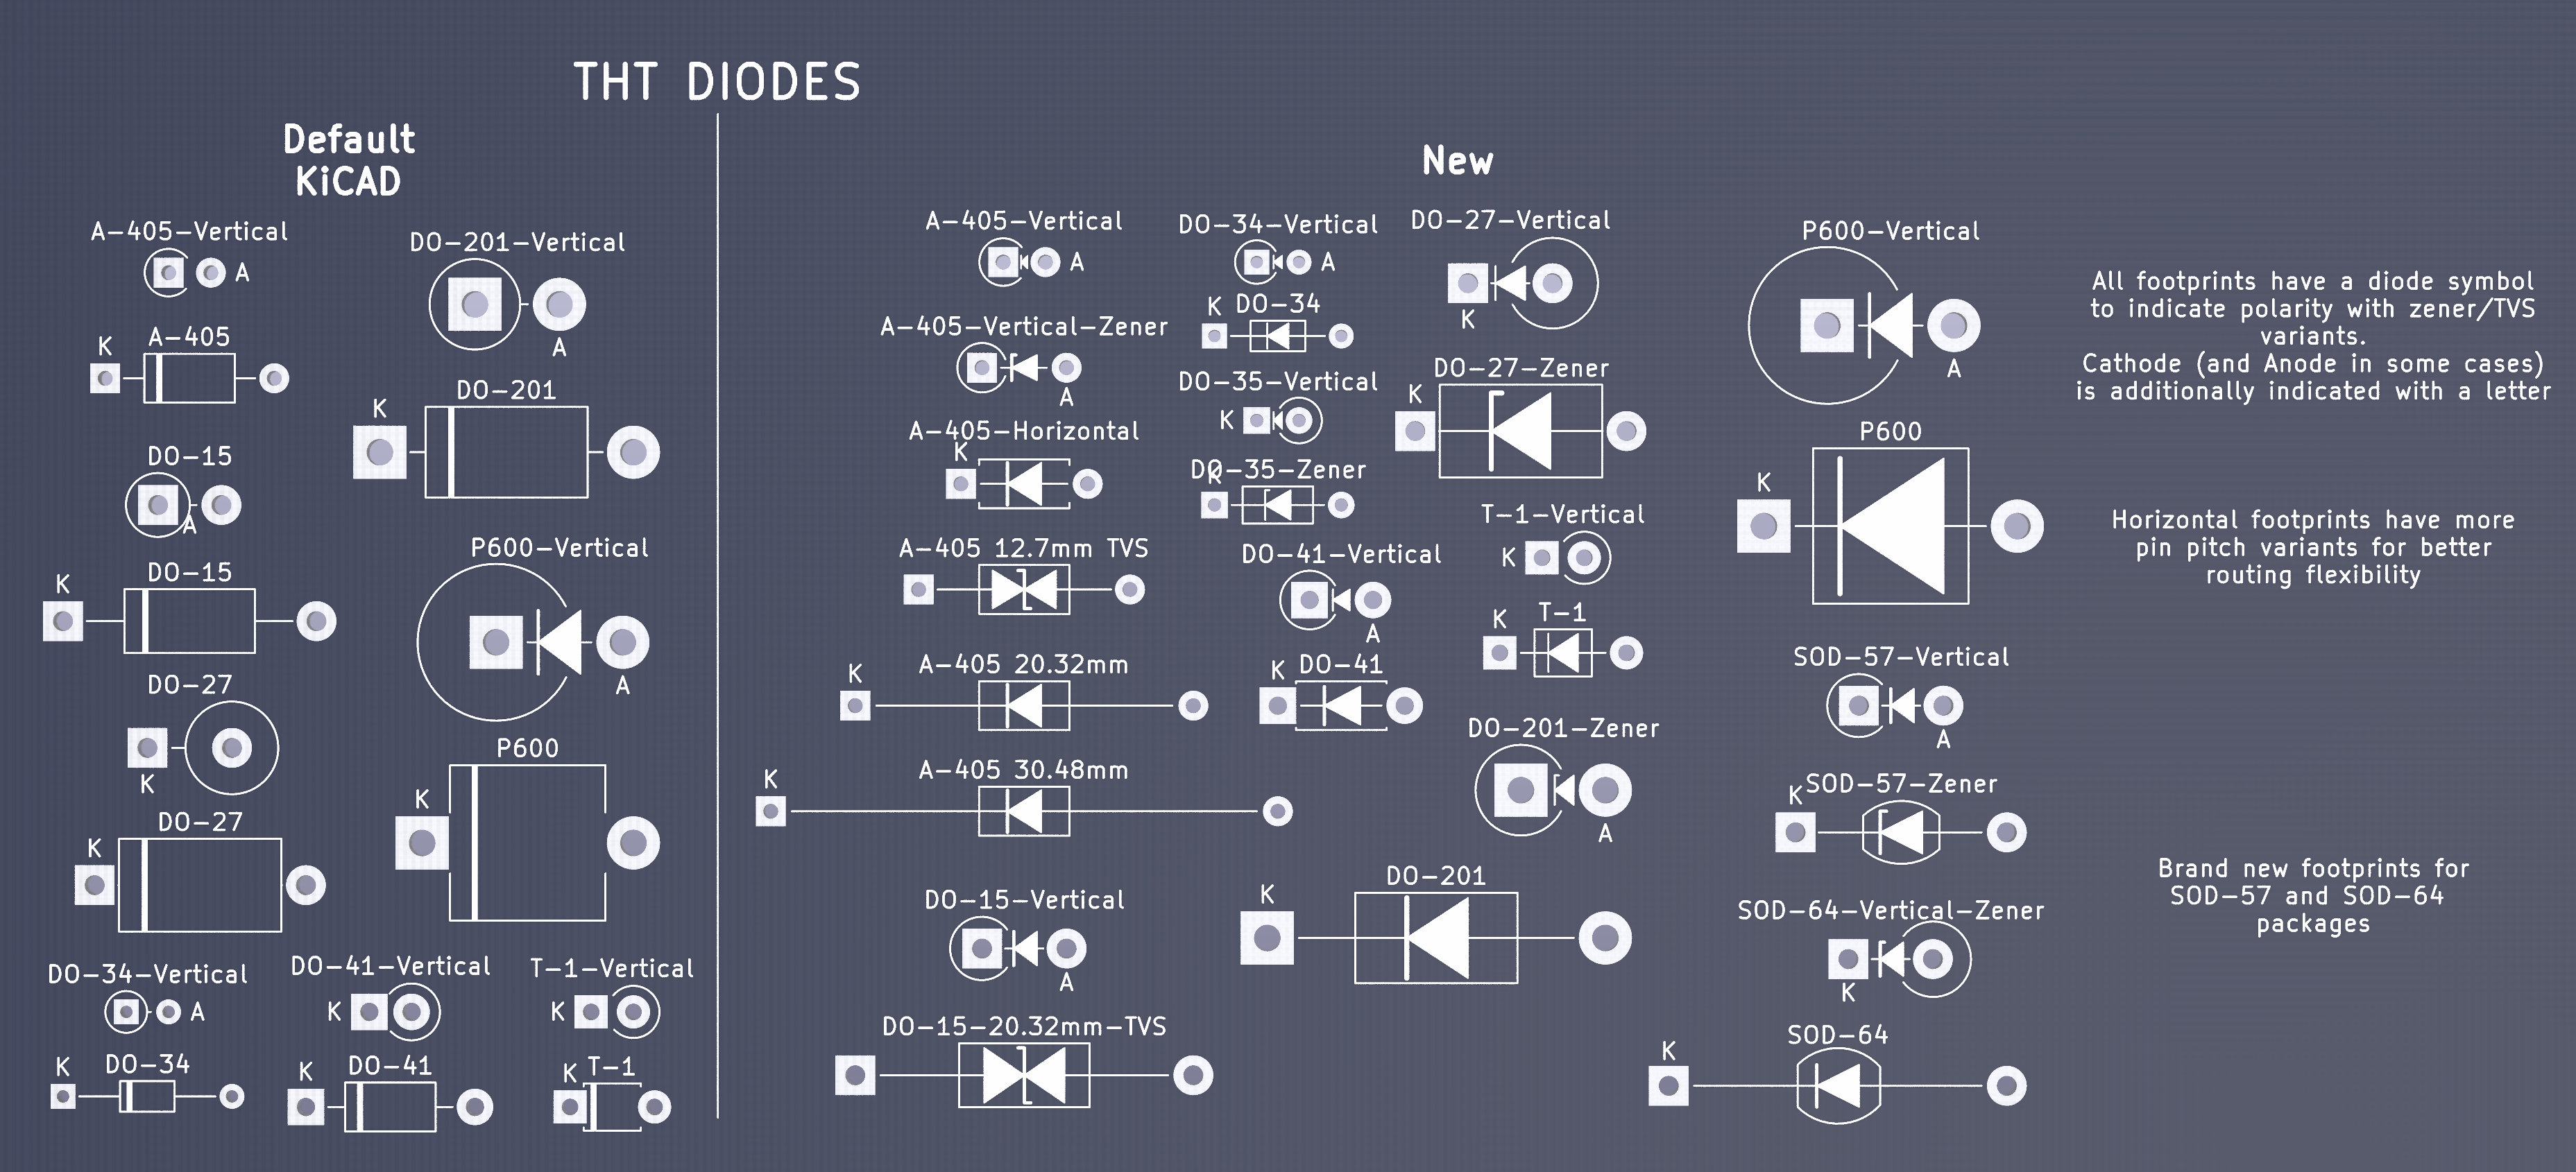 THT DIODES
Default
KiCAD
A-405-Vertical
A
A-405
K
DO-15
A
DO-15
K
DO-27
K
DO-27
K
DO-34-Vertical
A
DO-34
K
DO-201-Vertical
A
DO-201
K
P600-Vertical
A
P600
K
DO-41-Vertical
K
DO-41
K
T-1-Vertical
K
T-1
K
New
A-405-Vertical
A
A-405-Vertical-Zener
A
A-405-Horizontal
K
A-405 12.7mm TVS
A-405 20.32mm
K
A-405 30.48mm
K
DO-15-Vertical
A
DO-15-20.32mm-TVS
DO-34-Vertical
A
DO-34
K
DO-35-Vertical
K
DO-35-Zener
K
DO-41-Vertical
A
DO-41
K
DO-27-Vertical
K
DO-27-Zener
K
T-1-Vertical
K
T-1
K
DO-201-Zener
A
DO-201
K
P600-Vertical
A
P600
K
SOD-57-Vertical
A
SOD-57-Zener
K
SOD-64-Vertical-Zener
K
SOD-64
K
All footprints have a diode symbol
to indicate polarity with zener/TVS
variants.
Cathode (and Anode in some cases)
is additionally indicated with a letter
Horizontal footprints have more
pin pitch variants for better
routing flexibility
Brand new footprints for
SOD-57 and SOD-64
packages